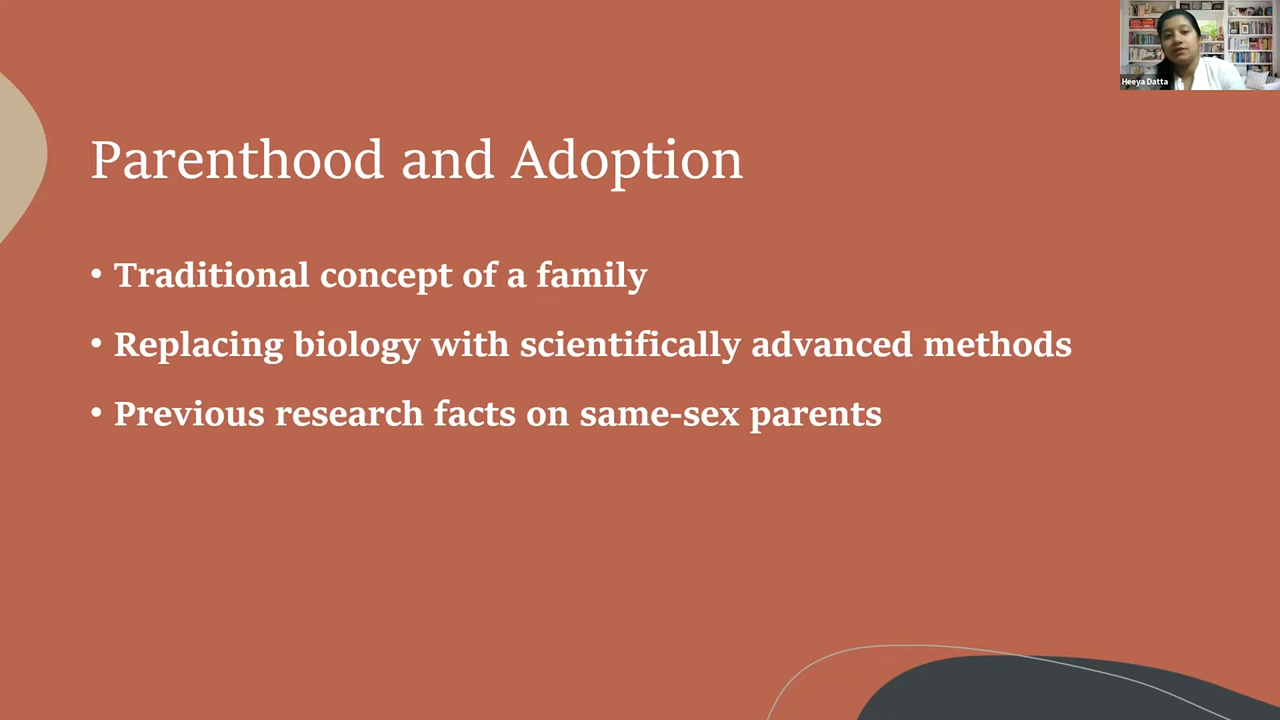 Heeya Datta
Parenthood and Adoption
• Traditional concept of a family
• Replacing biology with scientifically advanced methods
• Previous research facts on same-sex parents